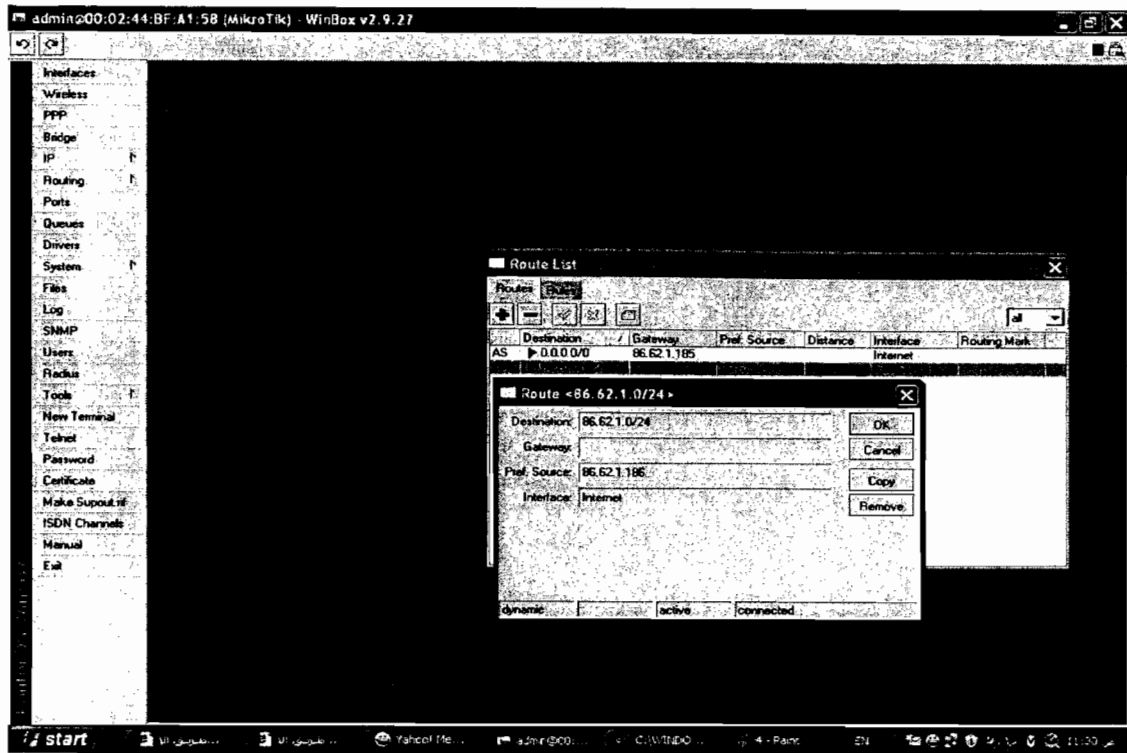 admin@00:02:44:BF:A1:58 (MikroTik) - WinBox v2.9.27
Interfaces
Wireless
PPP
Bridge
IP
Routing
Ports
Queues
Drivers
System
Files
Log
SNMP
Users
Radius
Tools
New Terminal
Telnet
Password
Certificate
Make Supout.rif
ISDN Channels
Manual
Exit
Route List
Routes Rules
all
Destination / Gateway Pref. Source Distance Interface Routing Mark
AS 0.0.0.0/0 86.62.1.185 Internet
Route <86.62.1.0/24>
Destination: 86.62.1.0/24
Gateway:
Pref. Source: 86.62.1.186
Interface: Internet
OK
Cancel
Copy
Remove
dynamic active connected
start Yahoo! Me... C:\WINDO... 4 - Paint EN